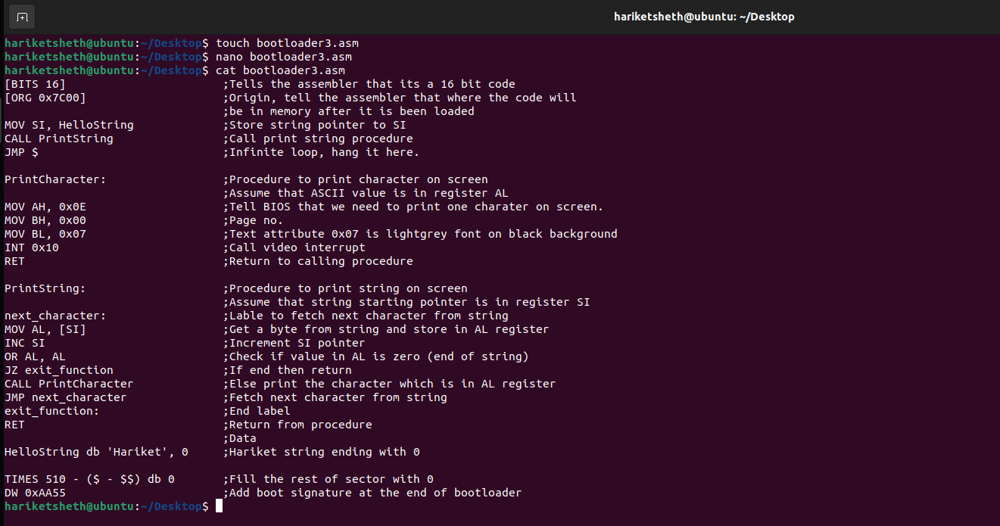 hariketsheth@ubuntu: ~/Desktop
hariketsheth@ubuntu:~/Desktop$ touch bootloader3.asm
hariketsheth@ubuntu:~/Desktop$ nano bootloader3.asm
hariketsheth@ubuntu:~/Desktop$ cat bootloader3.asm
[BITS 16]                       ;Tells the assembler that its a 16 bit code
[ORG 0x7C00]                    ;Origin, tell the assembler that where the code will
                                ;be in memory after it is been loaded
MOV SI, HelloString             ;Store string pointer to SI
CALL PrintString                ;Call print string procedure
JMP $                           ;Infinite loop, hang it here.
PrintCharacter:                 ;Procedure to print character on screen
                                ;Assume that ASCII value is in register AL
MOV AH, 0x0E                    ;Tell BIOS that we need to print one charater on screen.
MOV BH, 0x00                    ;Page no.
MOV BL, 0x07                    ;Text attribute 0x07 is lightgrey font on black background
INT 0x10                        ;Call video interrupt
RET                             ;Return to calling procedure
PrintString:                    ;Procedure to print string on screen
                                ;Assume that string starting pointer is in register SI
next_character:                 ;Lable to fetch next character from string
MOV AL, [SI]                    ;Get a byte from string and store in AL register
INC SI                          ;Increment SI pointer
OR AL, AL                       ;Check if value in AL is zero (end of string)
JZ exit_function                ;If end then return
CALL PrintCharacter             ;Else print the character which is in AL register
JMP next_character              ;Fetch next character from string
exit_function:                  ;End label
RET                             ;Return from procedure
                                ;Data
HelloString db 'Hariket', 0     ;Hariket string ending with 0
TIMES 510 - ($ - $$) db 0       ;Fill the rest of sector with 0
DW 0xAA55                       ;Add boot signature at the end of bootloader
hariketsheth@ubuntu:~/Desktop$